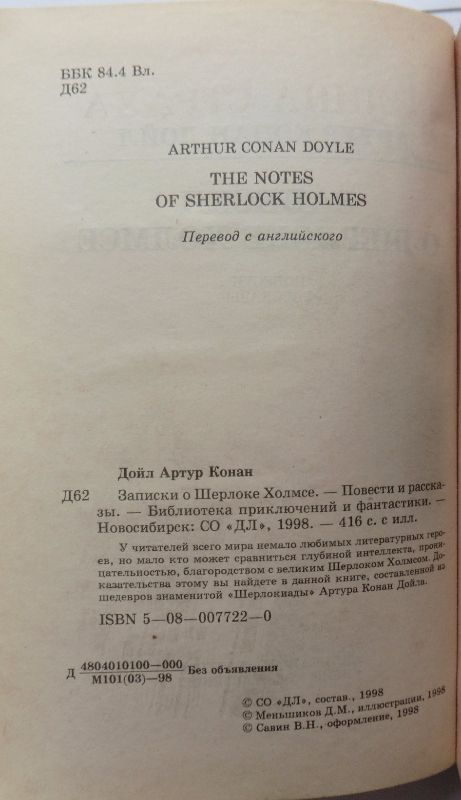 ББК 84.4 Вл.
Д62
ARTHUR CONAN DOYLE
THE NOTES
OF SHERLOCK HOLMES
Перевод с английского
Дойл Артур Конан
Д62 Записки о Шерлоке Холмсе. — Повести и расска-
зы. — Библиотека приключений и фантастики. —
Новосибирск: СО «ДЛ», 1998. — 416 с. с илл.
У читателей всего мира немало любимых литературных геро-
ев, но мало кто может сравниться глубиной интеллекта, прони-
цательностью, благородством с великим Шерлоком Холмсом. До-
казательства этому вы найдете в данной книге, составленной из
шедевров знаменитой «Шерлокиады» Артура Конан Дойла.
ISBN 5—08—007722—0
Д 4804010100—000 Без объявления
М101(03)—98
© СО «ДЛ», состав., 1998
© Меньшиков Д.М., иллюстрации, 1998
© Савин В.Н., оформление, 1998